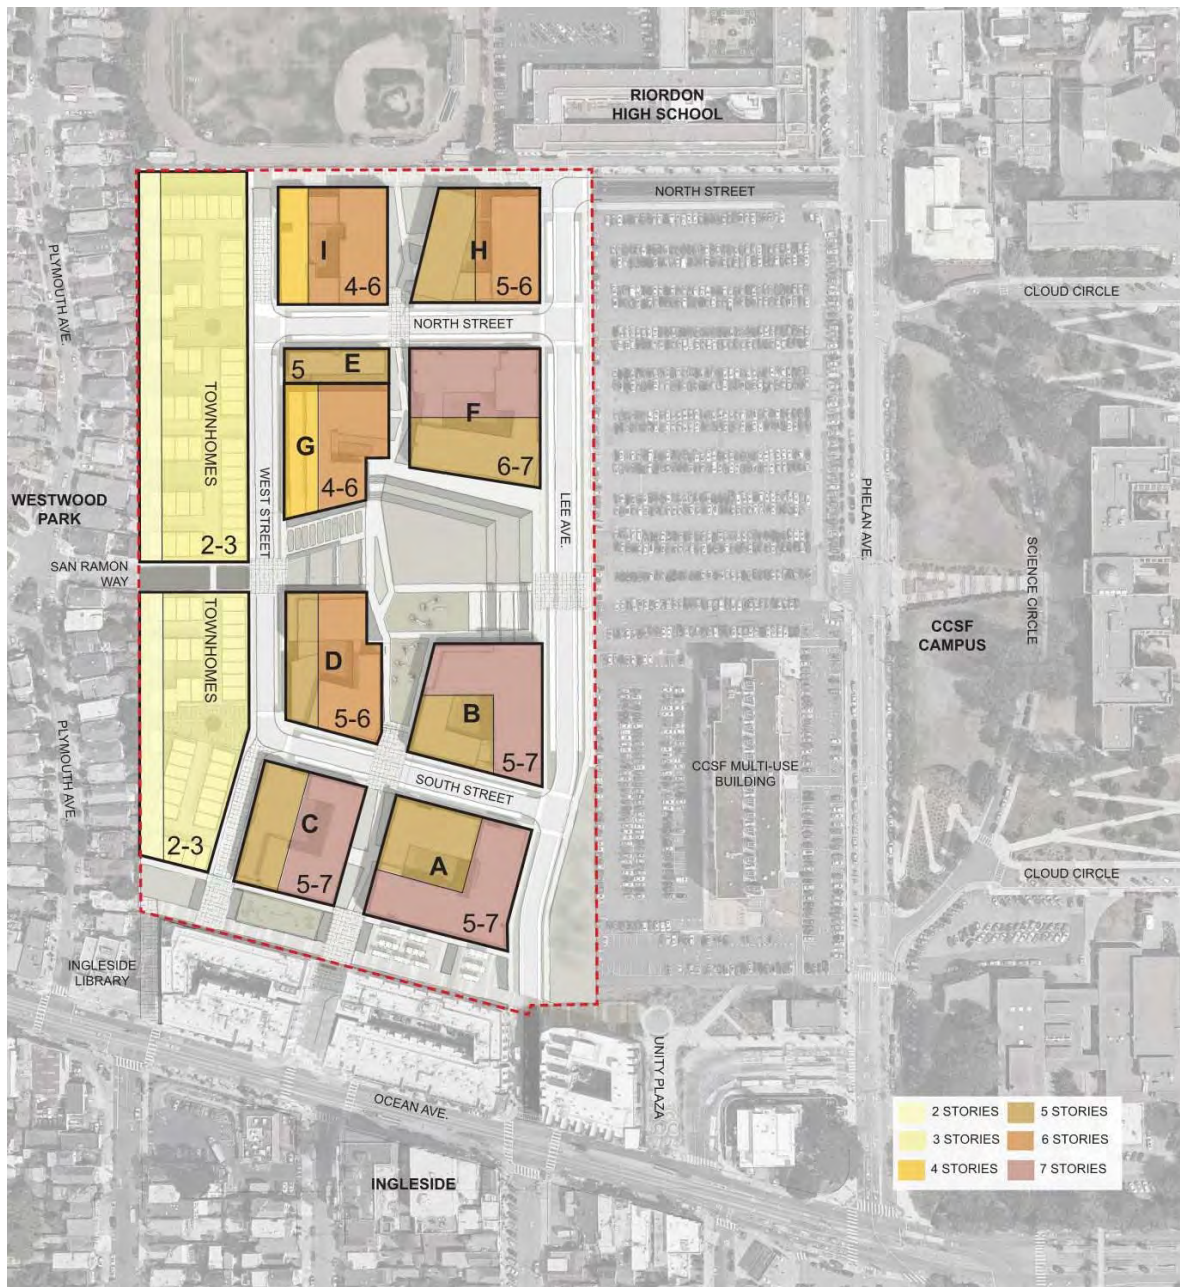 RIORDON
HIGH SCHOOL
NORTH STREET
PLYMOUTH AVE.
TOWNHOMES
2-3
I
4-6
H
5-6
CLOUD CIRCLE
NORTH STREET
5
E
F
6-7
G
4-6
WEST STREET
LEE AVE.
PHELAN AVE.
WESTWOOD
PARK
SAN RAMON
WAY
SCIENCE CIRCLE
CCSF
CAMPUS
TOWNHOMES
2-3
D
5-6
B
5-7
PLYMOUTH AVE.
SOUTH STREET
CCSF MULTI-USE
BUILDING
C
5-7
A
5-7
CLOUD CIRCLE
INGLESIDE
LIBRARY
UNITY PLAZA
OCEAN AVE.
INGLESIDE
2 STORIES
3 STORIES
4 STORIES
5 STORIES
6 STORIES
7 STORIES